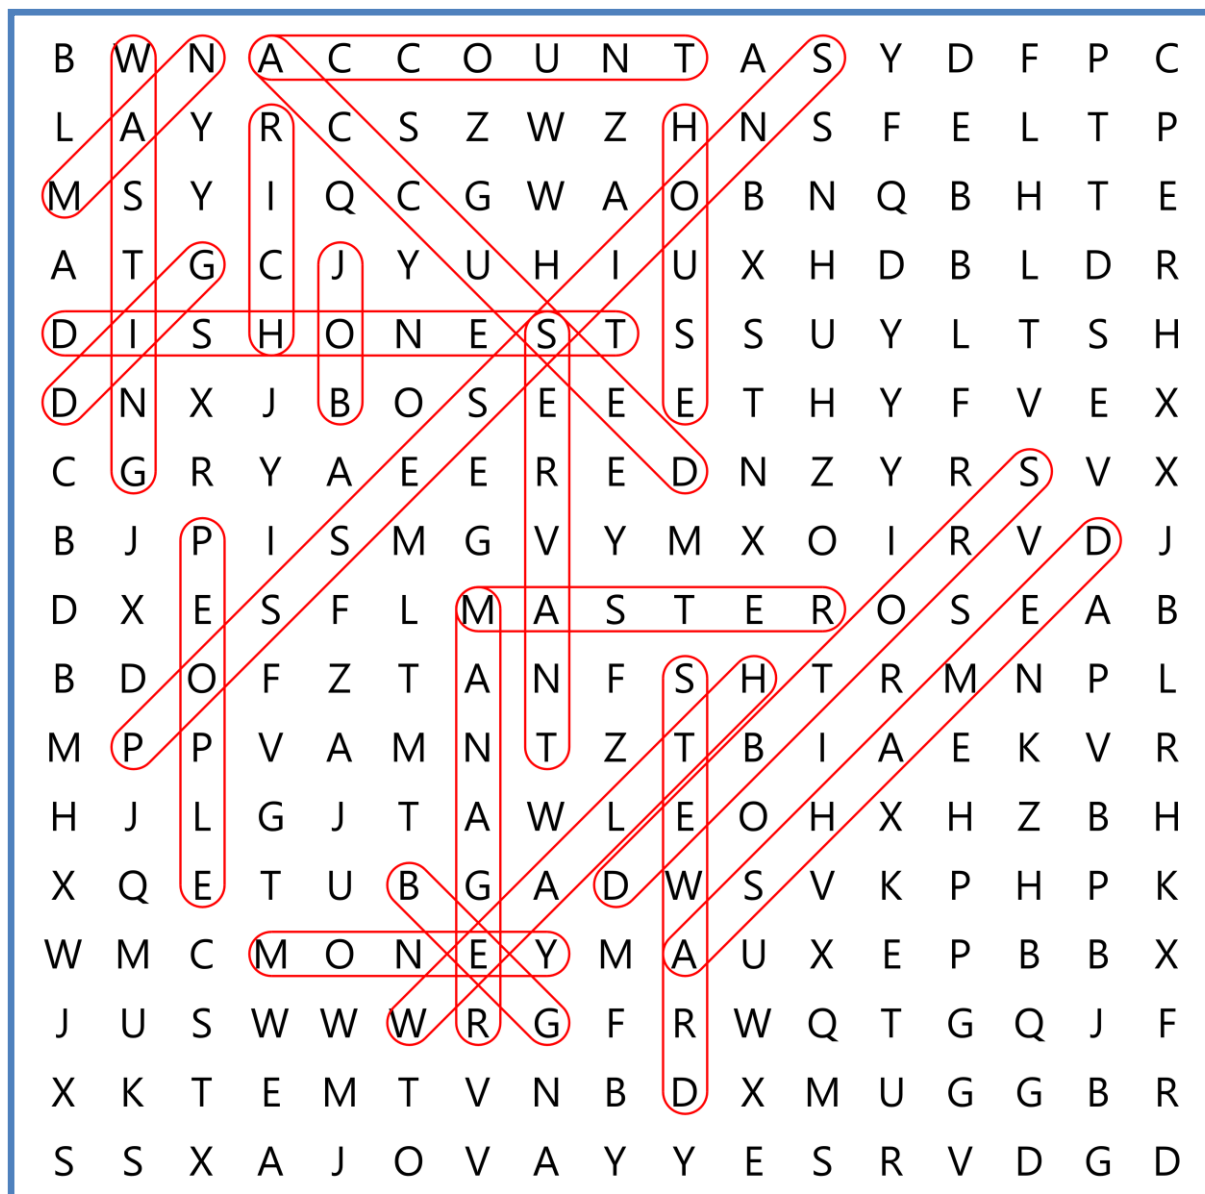 B W N A C C O U N T A S Y D F P C
L A Y R C S Z W Z H N S F E L T P
M S Y I Q C G W A O B N Q B H T E
A T G C J Y U H I U X H D B L D R
D I S H O N E S T S S U Y L T S H
D N X J B O S E E E T H Y F V E X
C G R Y A E E R E D N Z Y R S V X
B J P I S M G V Y M X O I R V D J
D X E S F L M A S T E R O S E A B
B D O F Z T A N F S H T R M N P L
M P P V A M N T Z T B I A E K V R
H J L G J T A W L E O H X H Z B H
X Q E T U B G A D W S V K P H P K
W M C M O N E Y M A U X E P B B X
J U S W W W R G F R W Q T G Q J F
X K T E M T V N B D X M U G G B R
S S X A J O V A Y Y E S R V D G D